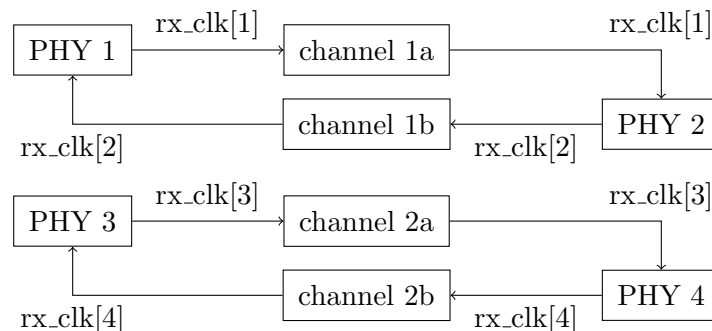 rx_clk[1] rx_clk[1]
PHY 1 channel 1a
channel 1b PHY 2
rx_clk[2] rx_clk[2]
rx_clk[3] rx_clk[3]
PHY 3 channel 2a
channel 2b PHY 4
rx_clk[4] rx_clk[4]